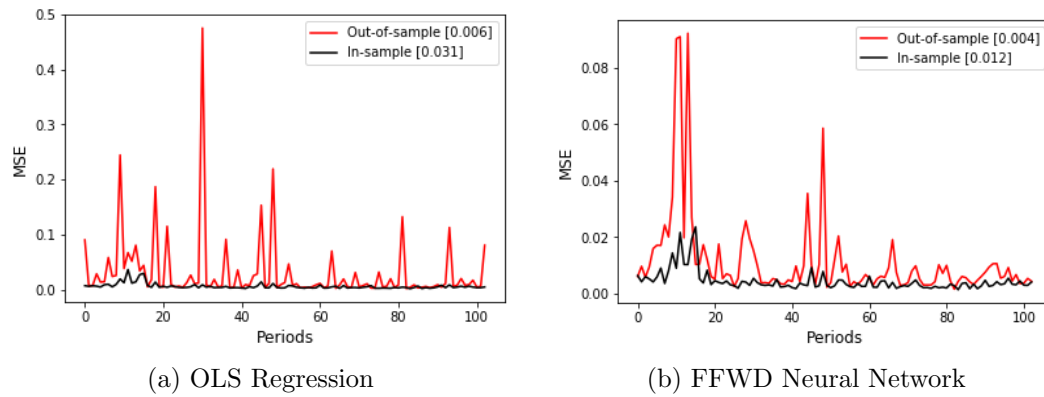 0.5
0.4
0.3
0.2
0.1
0.0
MSE
0 20 40 60 80 100
Periods
Out-of-sample [0.006]
In-sample [0.031]
(a) OLS Regression
0.08
0.06
0.04
0.02
0.00
MSE
0 20 40 60 80 100
Periods
Out-of-sample [0.004]
In-sample [0.012]
(b) FFWD Neural Network